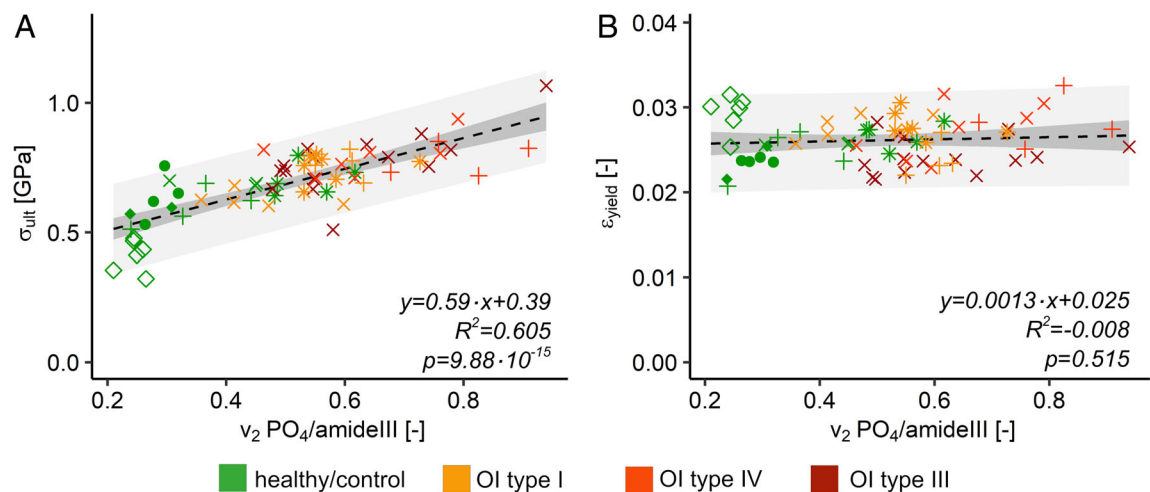 A
B
1.0
0.5
0.0
σult [GPa]
y=0.59·x+0.39
R²=0.605
p=9.88·10⁻¹⁵
0.2 0.4 0.6 0.8
v₂ PO₄/amideIII [-]
0.04
0.03
0.02
0.01
0.00
εyield [-]
y=0.0013·x+0.025
R²=-0.008
p=0.515
0.2 0.4 0.6 0.8
v₂ PO₄/amideIII [-]
healthy/control OI type I OI type IV OI type III